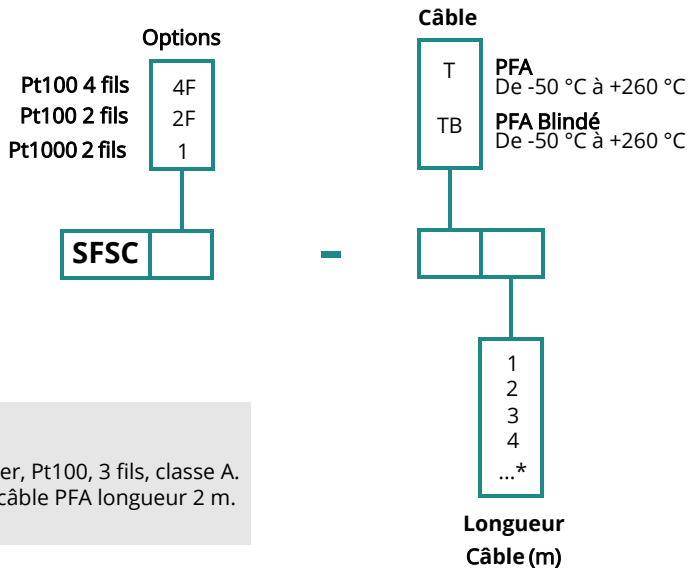 Câble
Options
Pt100 4 fils 4F
Pt100 2 fils 2F
Pt1000 2 fils 1
T PFA
De -50 °C à +260 °C
TB PFA Blindé
De -50 °C à +260 °C
SFSC
-
1
2
3
4
...*
Longueur
Câble (m)
er, Pt100, 3 fils, classe A.
câble PFA longueur 2 m.